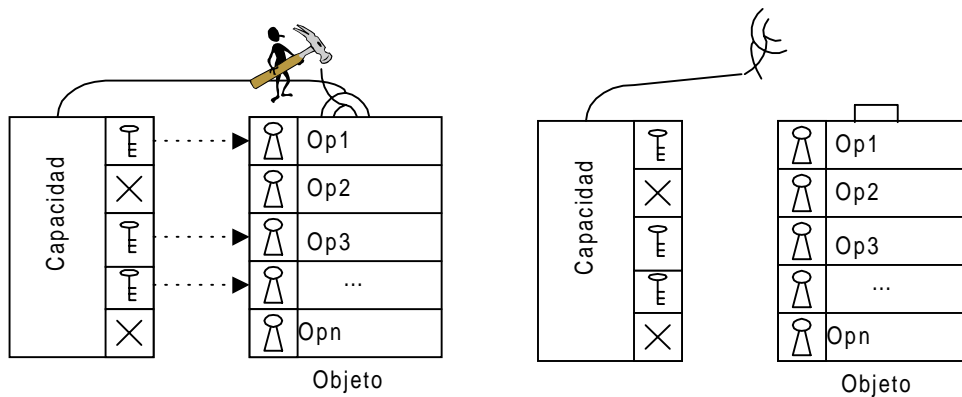 Capacidad
Op1
Op2
Op3
...
Opn
Objeto
Capacidad
Op1
Op2
Op3
...
Opn
Objeto